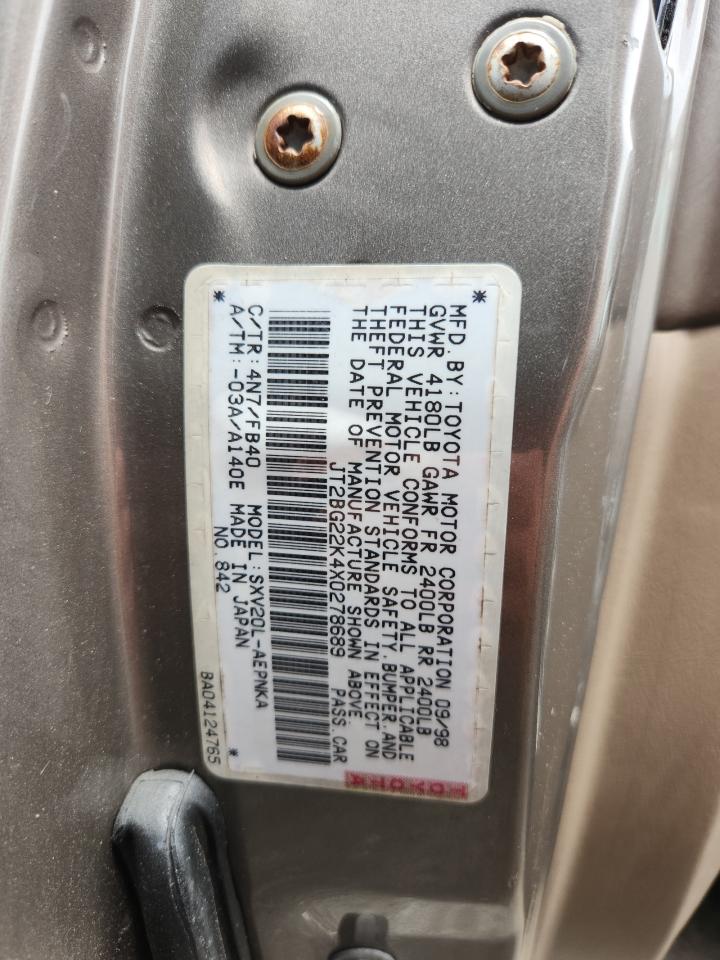 MFD.BY:TOYOTA MOTOR CORPORATION 09/98
GVWR 4180LB GAWR FR 2400LB RR 2400LB
THIS VEHICLE CONFORMS TO ALL APPLICABLE
FEDERAL MOTOR VEHICLE SAFETY,BUMPER,AND
THEFT PREVENTION STANDARDS IN EFFECT ON
THE DATE OF MANUFACTURE SHOWN ABOVE.
JT2BG22K4X0278689 PASS.CAR
C/TR:4N7/FB40 MODEL:SXV20L-AEPNKA
A/TM:-03A/A140E MADE IN JAPAN
NO.842
BA04124765
TOYOTA